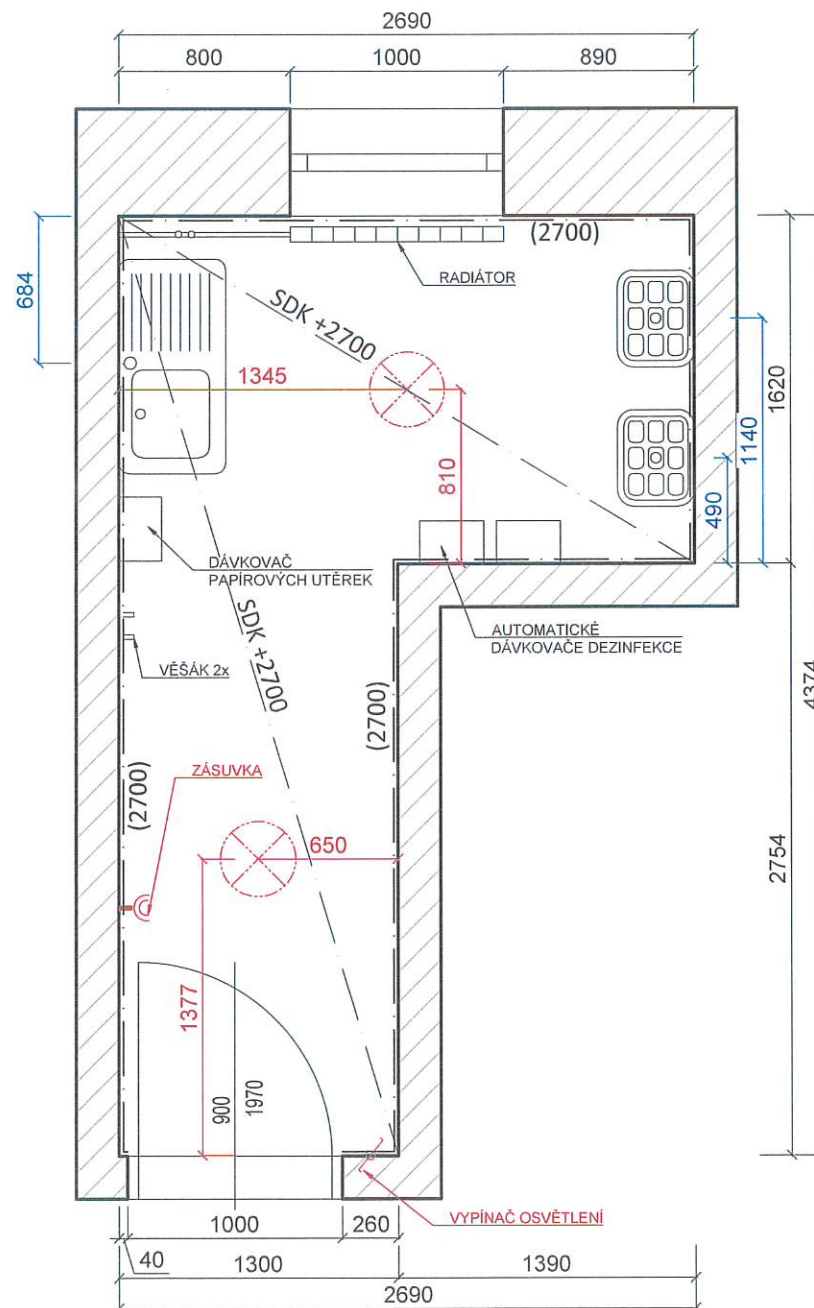 2690
800
1000
890
(2700)
684
RADIÁTOR
SDK +2700
1345
810
1620
1140
490
DÁVKOVAČ
PAPÍROVÝCH UTĚREK
SDK +2700
AUTOMATICKÉ
DÁVKOVAČE DEZINFEKCE
VĚŠÁK 2x
4374
(2700)
(2700)
ZÁSUVKA
650
2754
1377
900
1970
VYPÍNAČ OSVĚTLENÍ
1000
260
40
1300
1390
2690